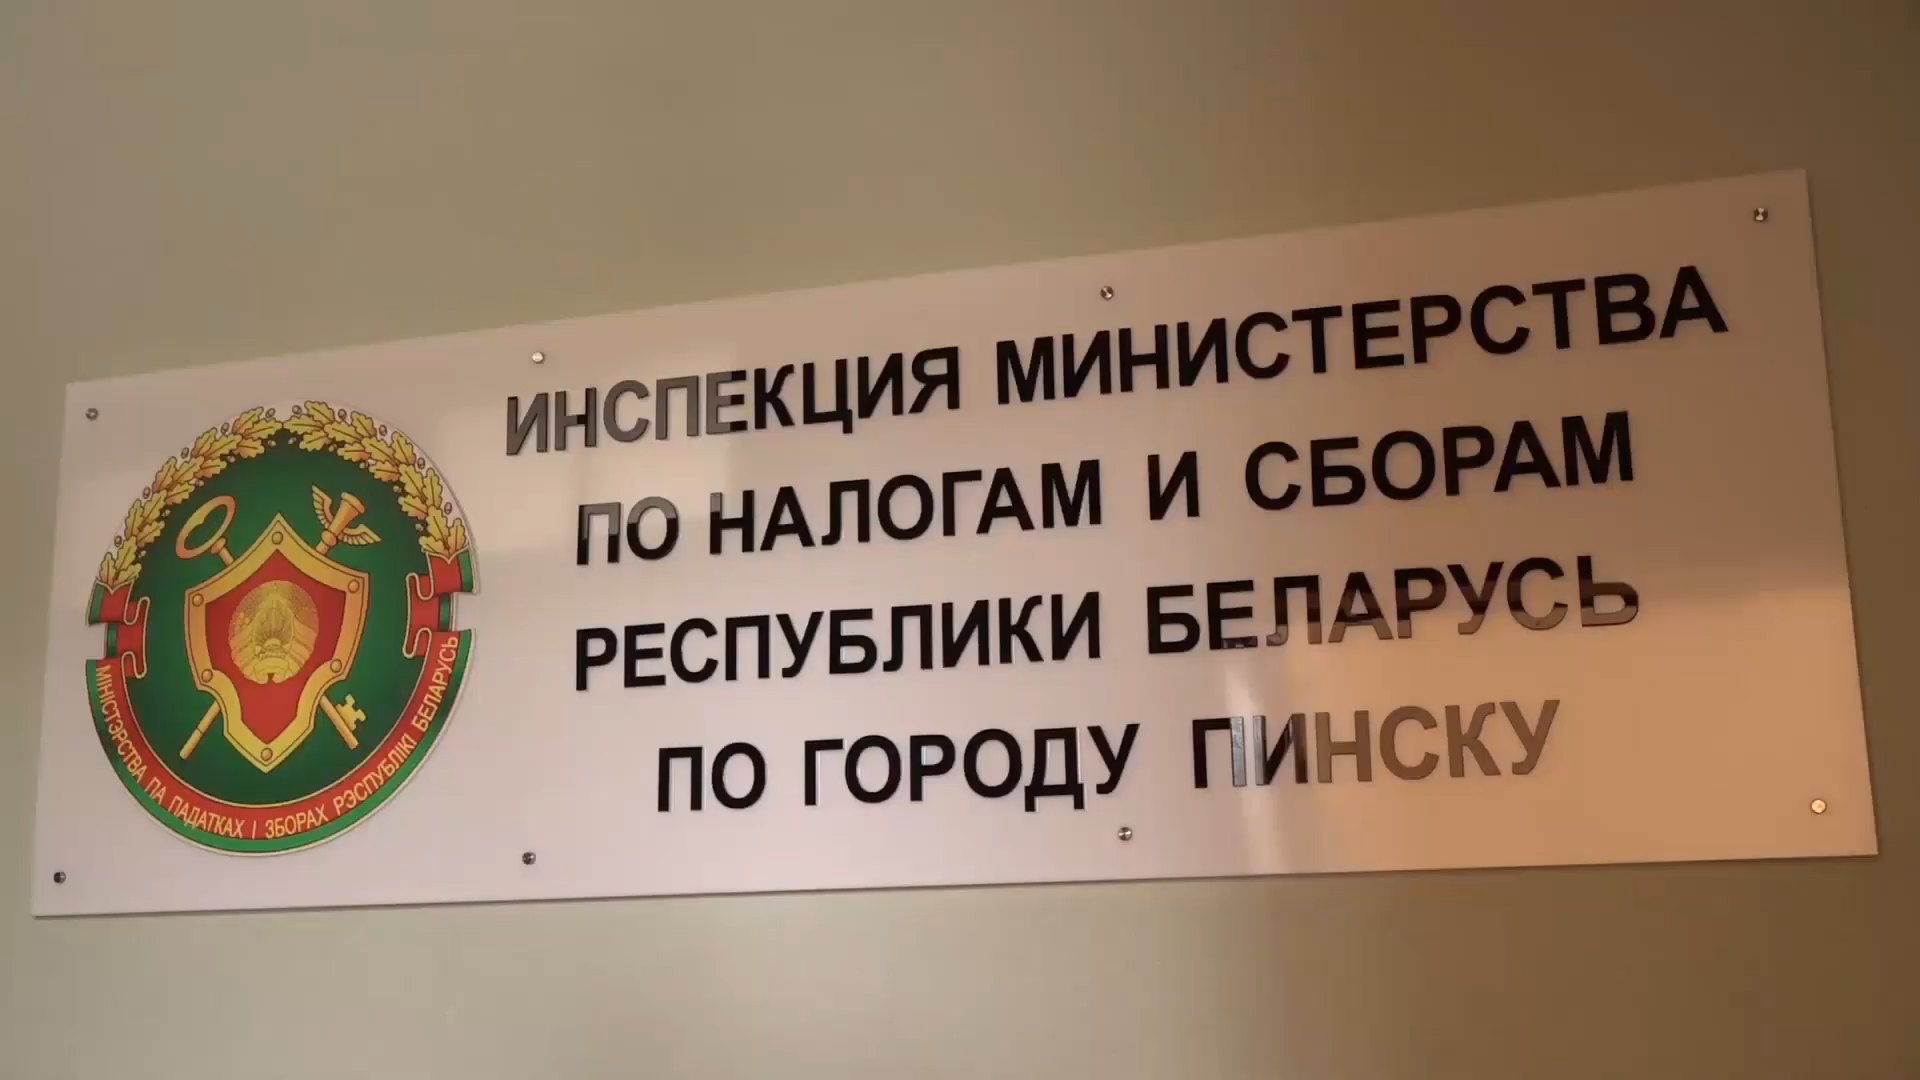 ИНСПЕКЦИЯ МИНИСТЕРСТВА
ПО НАЛОГАМ И СБОРАМ
РЕСПУБЛИКИ БЕЛАРУСЬ
ПО ГОРОДУ ПИНСКУ
МІНІСТЭРСТВА ПА ПАДАТКАХ І ЗБОРАХ РЭСПУБЛІКІ БЕЛАРУСЬ